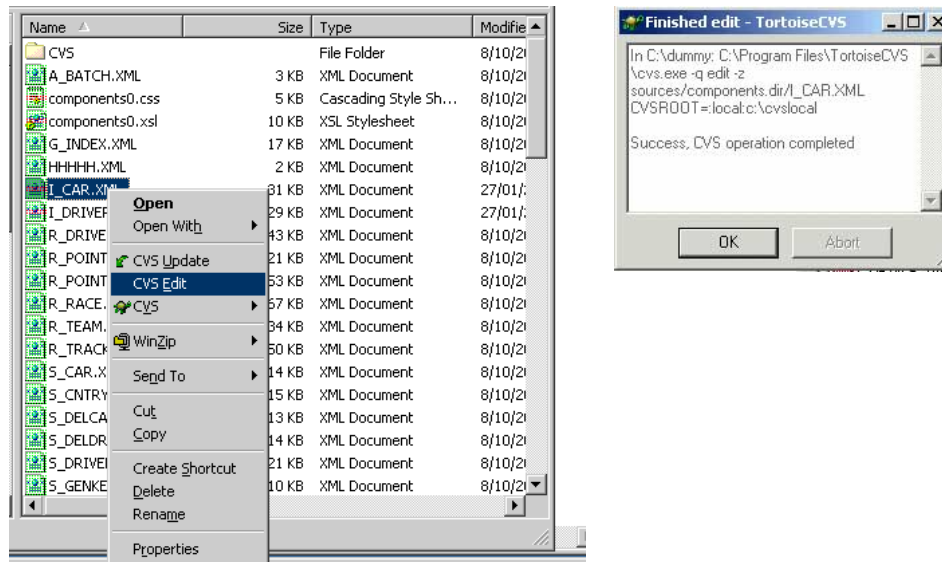 Name Size Type Modifie
CVS File Folder 8/10/2
A_BATCH.XML 3 KB XML Document 8/10/2
components0.css 5 KB Cascading Style Sh... 8/10/2
components0.xsl 10 KB XSL Stylesheet 8/10/2
G_INDEX.XML 17 KB XML Document 8/10/2
HHHHH.XML 2 KB XML Document 8/10/2
I_CAR.XML 31 KB XML Document 27/01/
I_DRIVER 29 KB XML Document 27/01/
R_DRIVE 43 KB XML Document 8/10/2
R_POINT 21 KB XML Document 8/10/2
R_POINT 53 KB XML Document 8/10/2
R_RACE. 67 KB XML Document 8/10/2
R_TEAM. 34 KB XML Document 8/10/2
R_TRACK 50 KB XML Document 8/10/2
S_CAR.X 14 KB XML Document 8/10/2
S_CNTRY 15 KB XML Document 8/10/2
S_DELCA 13 KB XML Document 8/10/2
S_DELDR 14 KB XML Document 8/10/2
S_DRIVE 21 KB XML Document 8/10/2
S_GENKE 10 KB XML Document 8/10/2
Open
Open With
CVS Update
CVS Edit
CVS
WinZip
Send To
Cut
Copy
Create Shortcut
Delete
Rename
Properties
Finished edit - TortoiseCVS
In C:\dummy: C:\Program Files\TortoiseCVS
\cvs.exe -q edit -z
sources/components.dir/I_CAR.XML
CVSROOT=:local:c:\cvslocal
Success, CVS operation completed
OK Abort